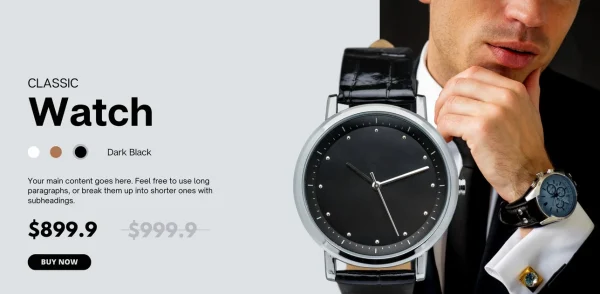 CLASSIC
Watch
Dark Black
Your main content goes here. Feel free to use long
paragraphs, or break them up into shorter ones with
subheadings.
$899.9 $999.9
BUY NOW